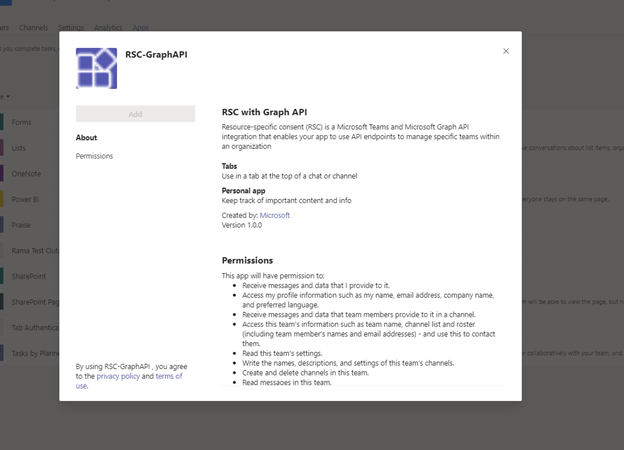 Channels Settings Analytics Apps
you complete tasks,
RSC-GraphAPI
Add
About
Permissions
RSC with Graph API
Resource-specific consent (RSC) is a Microsoft Teams and Microsoft Graph API
integration that enables your app to use API endpoints to manage specific teams within
an organization
Tabs
Use in a tab at the top of a chat or channel
Personal app
Keep track of important content and info
Created by: Microsoft
Version 1.0.0
Permissions
This app will have permission to:
Receive messages and data that I provide to it.
Access my profile information such as my name, email address, company name,
and preferred language.
Receive messages and data that team members provide to it in a channel.
Access this team's information such as team name, channel list and roster
(including team member's names and email addresses) - and use this to contact
them.
Read this team's settings.
Write the names, descriptions, and settings of this team's channels.
Create and delete channels in this team.
Read messages in this team.
By using RSC-GraphAPI , you agree
to the privacy policy and terms of
use.
Forms
Lists
OneNote
Power BI
Praise
Rama Test Out
SharePoint
SharePoint Pag
Tab Authentica
Tasks by Planne
conversations about list items,
everyone stays on the same page.
will be able to view the page, but
collaboratively with your team, and